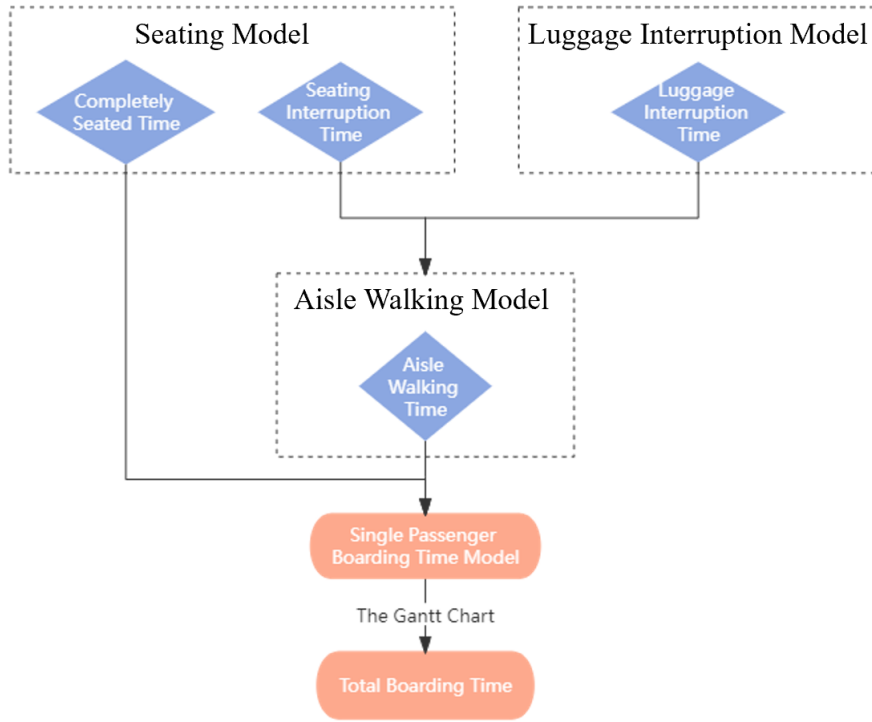 Seating Model
Luggage Interruption Model
Completely
Seated Time
Seating
Interruption
Time
Luggage
Interruption
Time
Aisle Walking Model
Aisle
Walking
Time
Single Passenger
Boarding Time Model
The Gantt Chart
Total Boarding Time